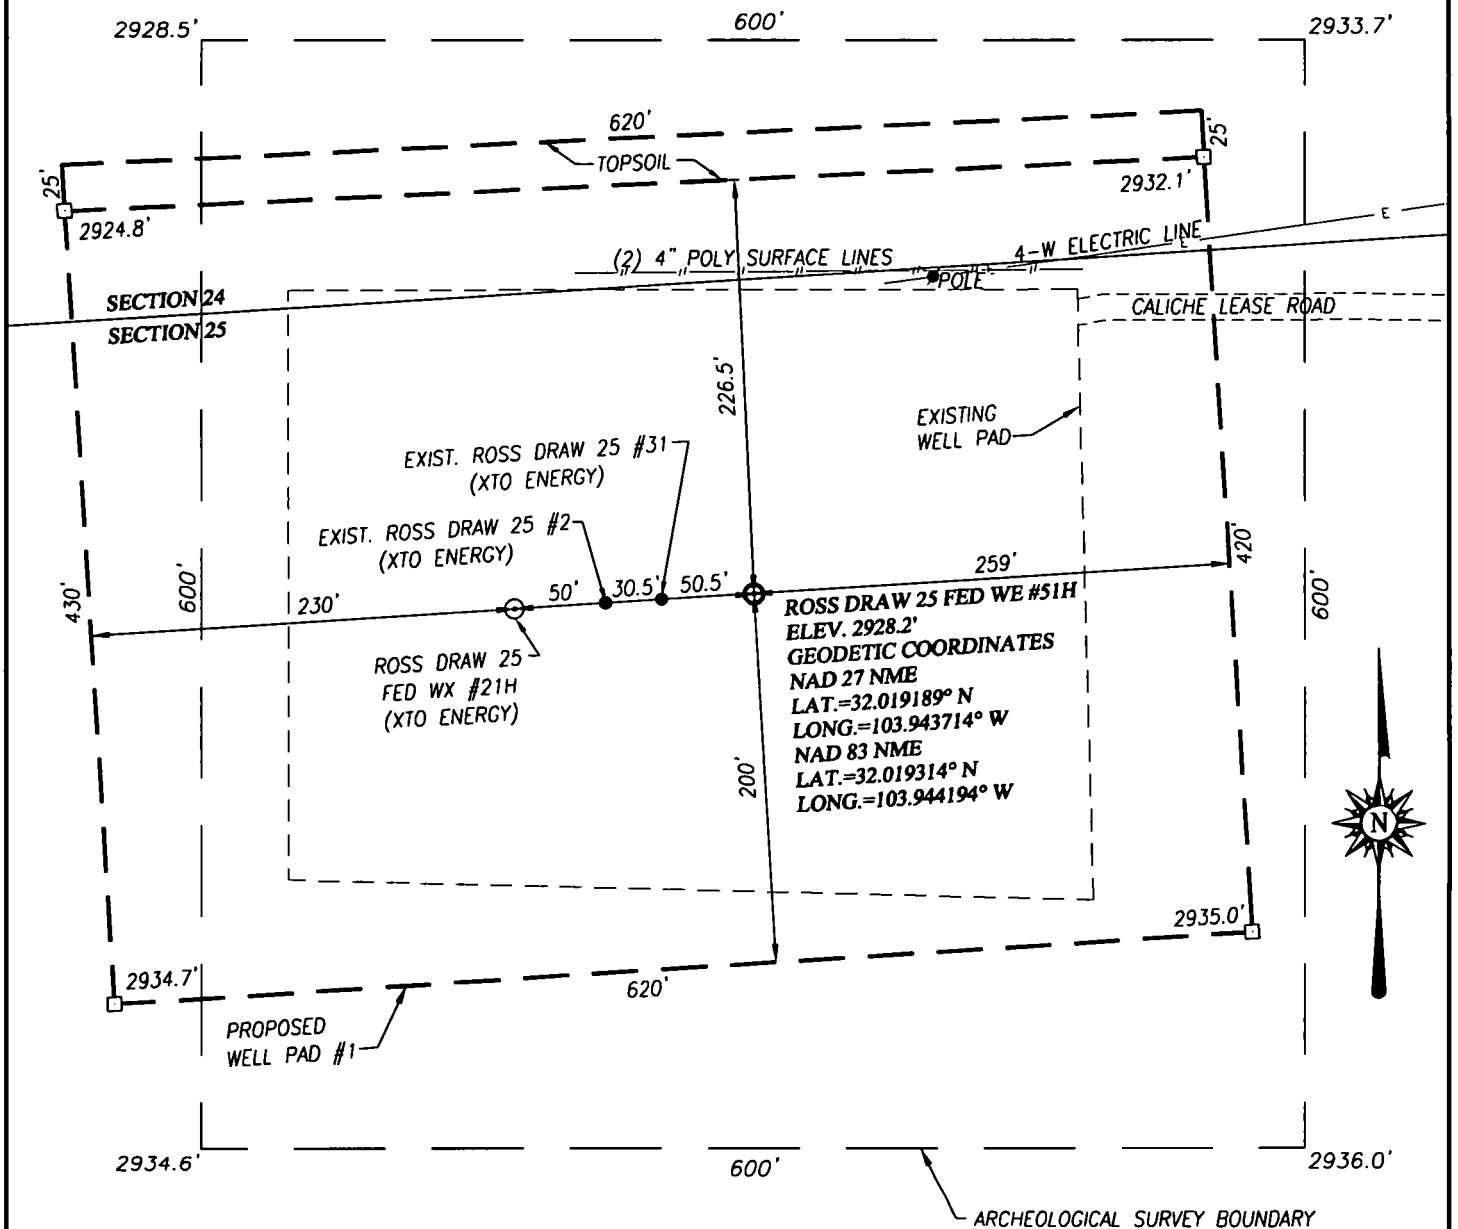 2928.5'
600'
2933.7'
620'
25'
25'
TOPSOIL
2932.1'
2924.8'
E
4-W ELECTRIC LINE
E
(2) 4" POLY SURFACE LINES
POLE
SECTION 24
CALICHE LEASE ROAD
SECTION 25
226.5'
EXISTING
WELL PAD
EXIST. ROSS DRAW 25 #31
(XTO ENERGY)
EXIST. ROSS DRAW 25 #2
(XTO ENERGY)
430'
600'
230'
50'
30.5'
50.5'
259'
420'
600'
ROSS DRAW 25
FED WX #21H
(XTO ENERGY)
ROSS DRAW 25 FED WE #51H
ELEV. 2928.2'
GEODETIC COORDINATES
NAD 27 NME
LAT.=32.019189° N
LONG.=103.943714° W
NAD 83 NME
LAT.=32.019314° N
LONG.=103.944194° W
200'
N
2935.0'
2934.7'
620'
PROPOSED
WELL PAD #1
2934.6'
600'
2936.0'
ARCHEOLOGICAL SURVEY BOUNDARY